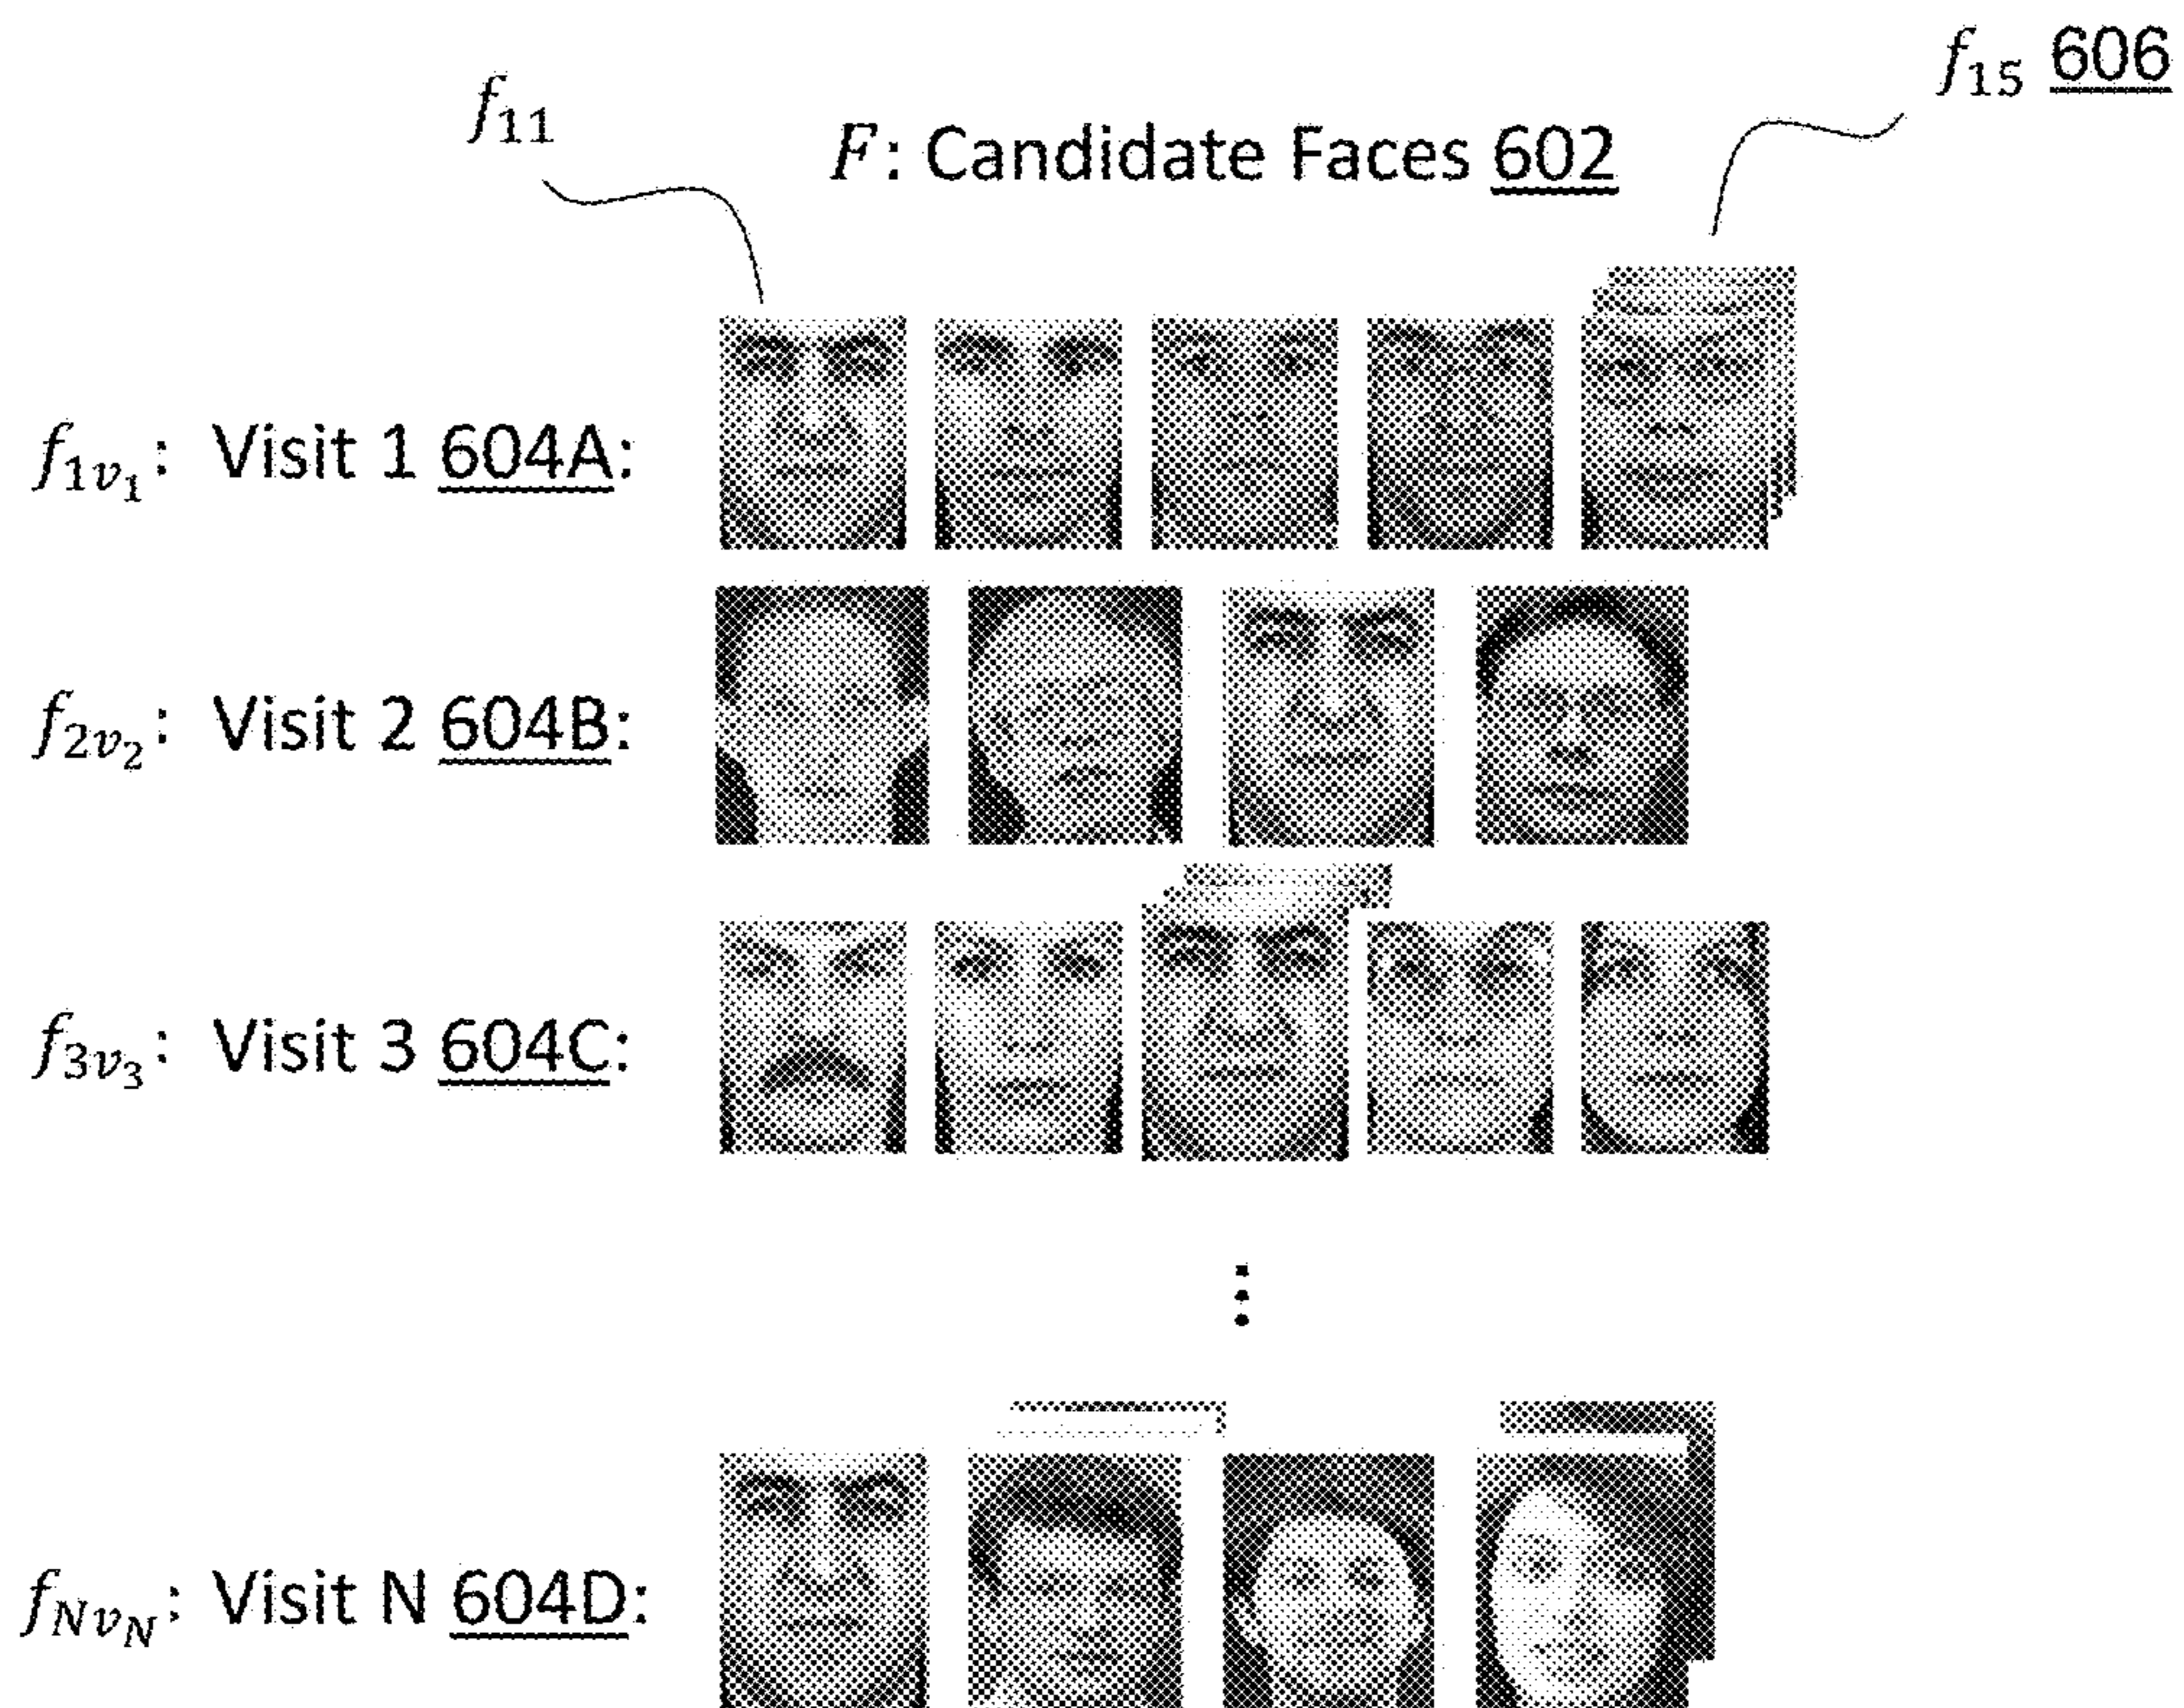 f₁₅ 606
f₁₁
F: Candidate Faces 602
f₁ᵥ₁: Visit 1 604A:
f₂ᵥ₂: Visit 2 604B:
f₃ᵥ₃: Visit 3 604C:
⋮
f_Nv_N: Visit N 604D: